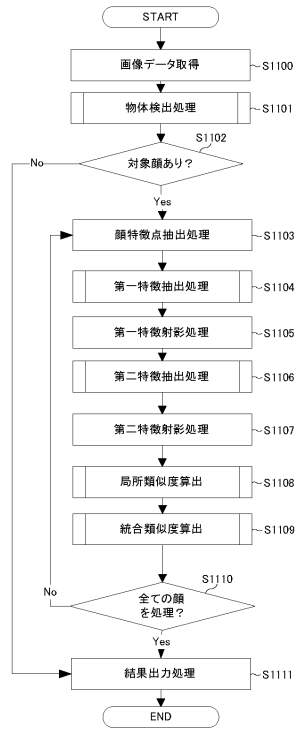 START
画像データ取得
S1100
物体検出処理
S1101
S1102
対象顔あり？
No
Yes
顔特徴点抽出処理
S1103
第一特徴抽出処理
S1104
第一特徴射影処理
S1105
第二特徴抽出処理
S1106
第二特徴射影処理
S1107
局所類似度算出
S1108
統合類似度算出
S1109
S1110
全ての顔
を処理？
No
Yes
結果出力処理
S1111
END